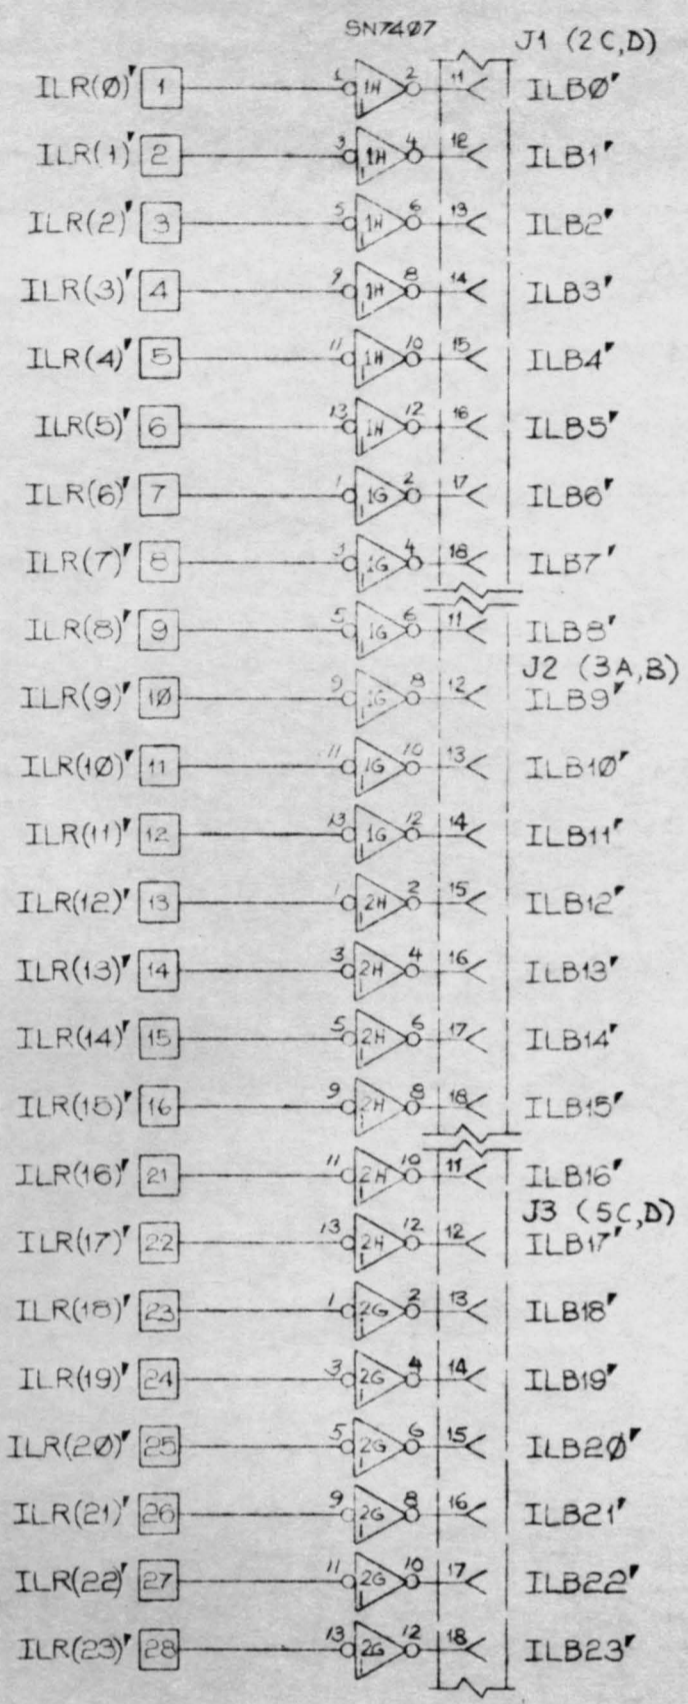 SN7407
J1 (2C,D)
ILR(Ø)' 1 1 1H 2 11 ILBØ'
ILR(1)' 2 3 1H 4 12 ILB1'
ILR(2)' 3 5 1H 6 13 ILB2'
ILR(3)' 4 9 1H 8 14 ILB3'
ILR(4)' 5 11 1H 10 15 ILB4'
ILR(5)' 6 13 1H 12 16 ILB5'
ILR(6)' 7 1 1G 2 17 ILB6'
ILR(7)' 8 3 1G 4 18 ILB7'
ILR(8)' 9 5 1G 6 11 ILB8'
J2 (3A,B)
ILR(9)' 1Ø 9 1G 8 12 ILB9'
ILR(1Ø)' 11 11 1G 10 13 ILB1Ø'
ILR(11)' 12 13 1G 12 14 ILB11'
ILR(12)' 13 1 2H 2 15 ILB12'
ILR(13)' 14 3 2H 4 16 ILB13'
ILR(14)' 15 5 2H 6 17 ILB14'
ILR(15)' 16 9 2H 8 18 ILB15'
ILR(16)' 21 11 2H 10 11 ILB16'
J3 (5C,D)
ILR(17)' 22 13 2H 12 12 ILB17'
ILR(18)' 23 1 2G 2 13 ILB18'
ILR(19)' 24 3 2G 4 14 ILB19'
ILR(2Ø)' 25 5 2G 6 15 ILB2Ø'
ILR(21)' 26 9 2G 8 16 ILB21'
ILR(22)' 27 11 2G 10 17 ILB22'
ILR(23)' 28 13 2G 12 18 ILB23'